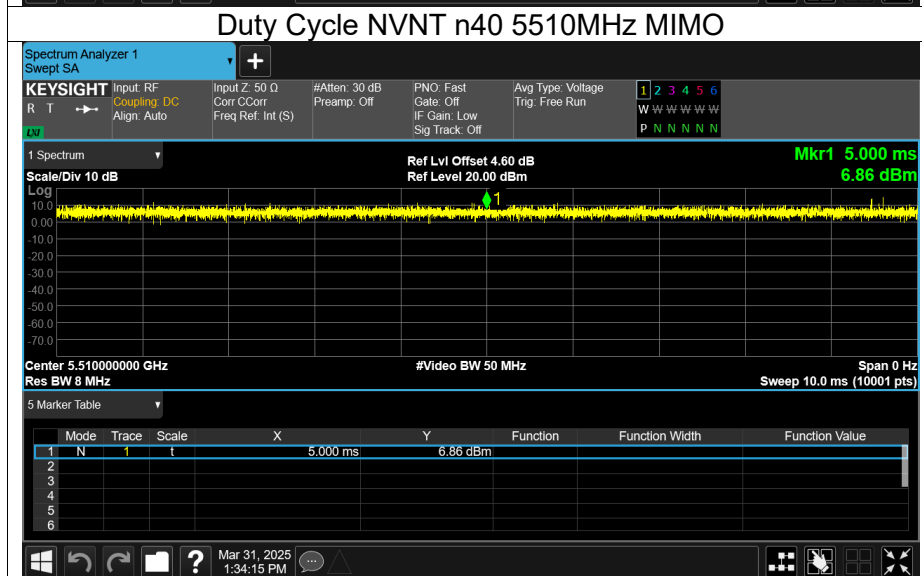 Duty Cycle NVNT n40 5510MHz MIMO
Spectrum Analyzer 1
Swept SA
+
KEYSIGHT Input: RF Input Z: 50 Ω #Atten: 30 dB PNO: Fast Avg Type: Voltage 1 2 3 4 5 6
R T Coupling: DC Corr CCorr Preamp: Off Gate: Off Trig: Free Run W W W W W W
Align: Auto Freq Ref: Int (S) IF Gain: Low
LXI Sig Track: Off P N N N N N
1 Spectrum Ref Lvl Offset 4.60 dB Mkr1 5.000 ms
Scale/Div 10 dB Ref Level 20.00 dBm 6.86 dBm
Log
1
10.0
0.00
-10.0
-20.0
-30.0
-40.0
-50.0
-60.0
-70.0
Center 5.510000000 GHz #Video BW 50 MHz Span 0 Hz
Res BW 8 MHz Sweep 10.0 ms (10001 pts)
5 Marker Table
Mode Trace Scale X Y Function Function Width Function Value
1 N 1 t 5.000 ms 6.86 dBm
2
3
4
5
6
? Mar 31, 2025
1:34:15 PM